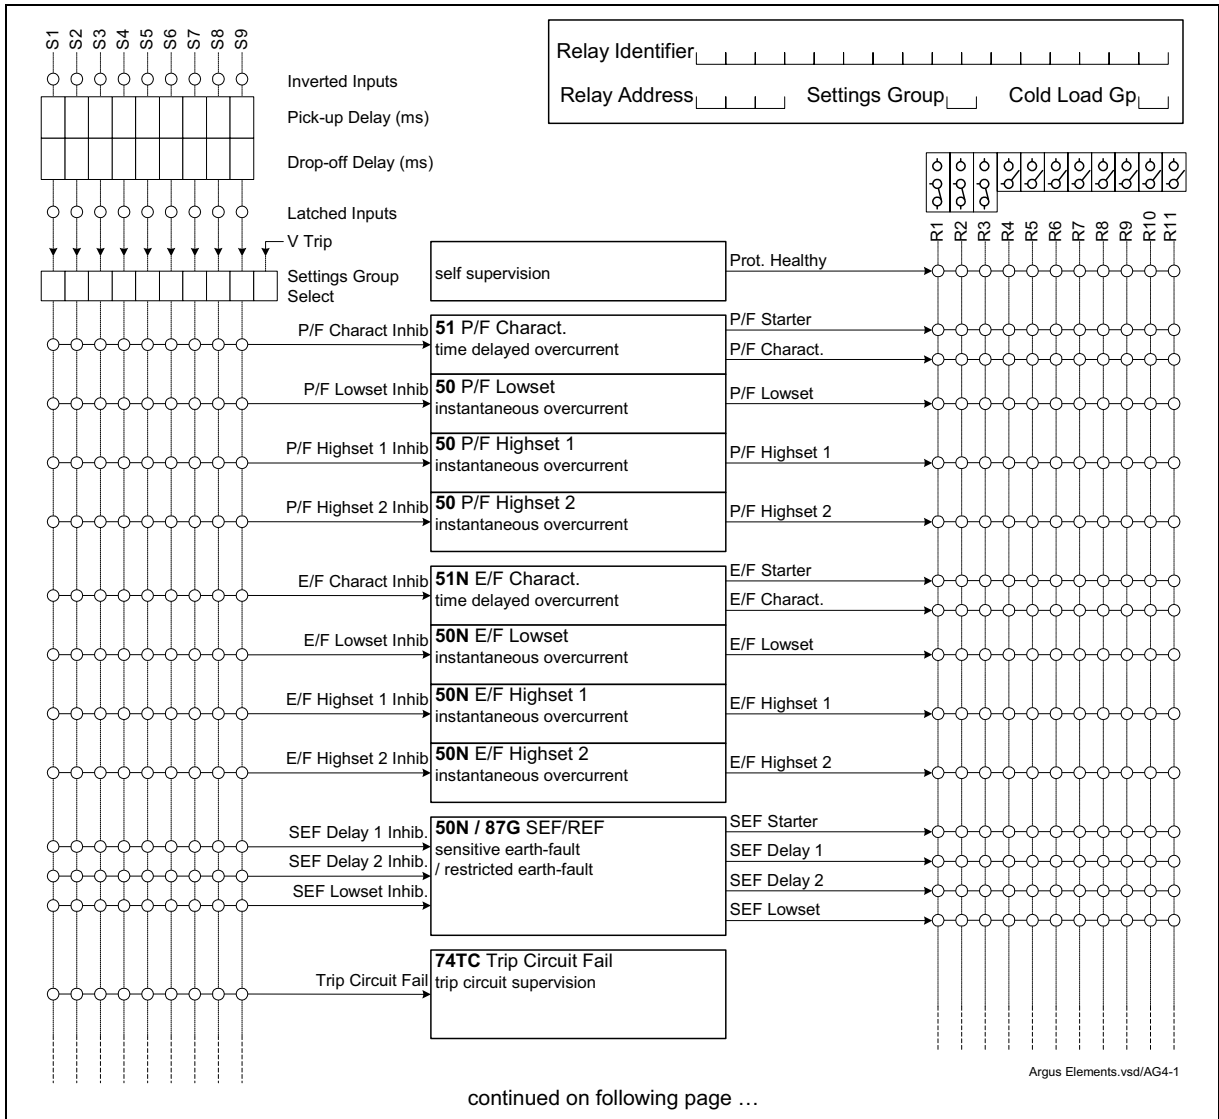 S1 S2 S3 S4 S5 S6 S7 S8 S9
Inverted Inputs
Pick-up Delay (ms)
Drop-off Delay (ms)
Latched Inputs
V Trip
Settings Group
Select
Relay Identifier
Relay Address Settings Group Cold Load Gp
R1 R2 R3 R4 R5 R6 R7 R8 R9 R10 R11
self supervision
Prot. Healthy
P/F Charact Inhib
51 P/F Charact.
time delayed overcurrent
P/F Starter
P/F Charact.
P/F Lowset Inhib
50 P/F Lowset
instantaneous overcurrent
P/F Lowset
P/F Highset 1 Inhib
50 P/F Highset 1
instantaneous overcurrent
P/F Highset 1
P/F Highset 2 Inhib
50 P/F Highset 2
instantaneous overcurrent
P/F Highset 2
E/F Charact Inhib
51N E/F Charact.
time delayed overcurrent
E/F Starter
E/F Charact.
E/F Lowset Inhib
50N E/F Lowset
instantaneous overcurrent
E/F Lowset
E/F Highset 1 Inhib
50N E/F Highset 1
instantaneous overcurrent
E/F Highset 1
E/F Highset 2 Inhib
50N E/F Highset 2
instantaneous overcurrent
E/F Highset 2
SEF Delay 1 Inhib.
SEF Delay 2 Inhib.
SEF Lowset Inhib.
50N / 87G SEF/REF
sensitive earth-fault
/ restricted earth-fault
SEF Starter
SEF Delay 1
SEF Delay 2
SEF Lowset
Trip Circuit Fail
74TC Trip Circuit Fail
trip circuit supervision
Argus Elements.vsd/AG4-1
continued on following page …